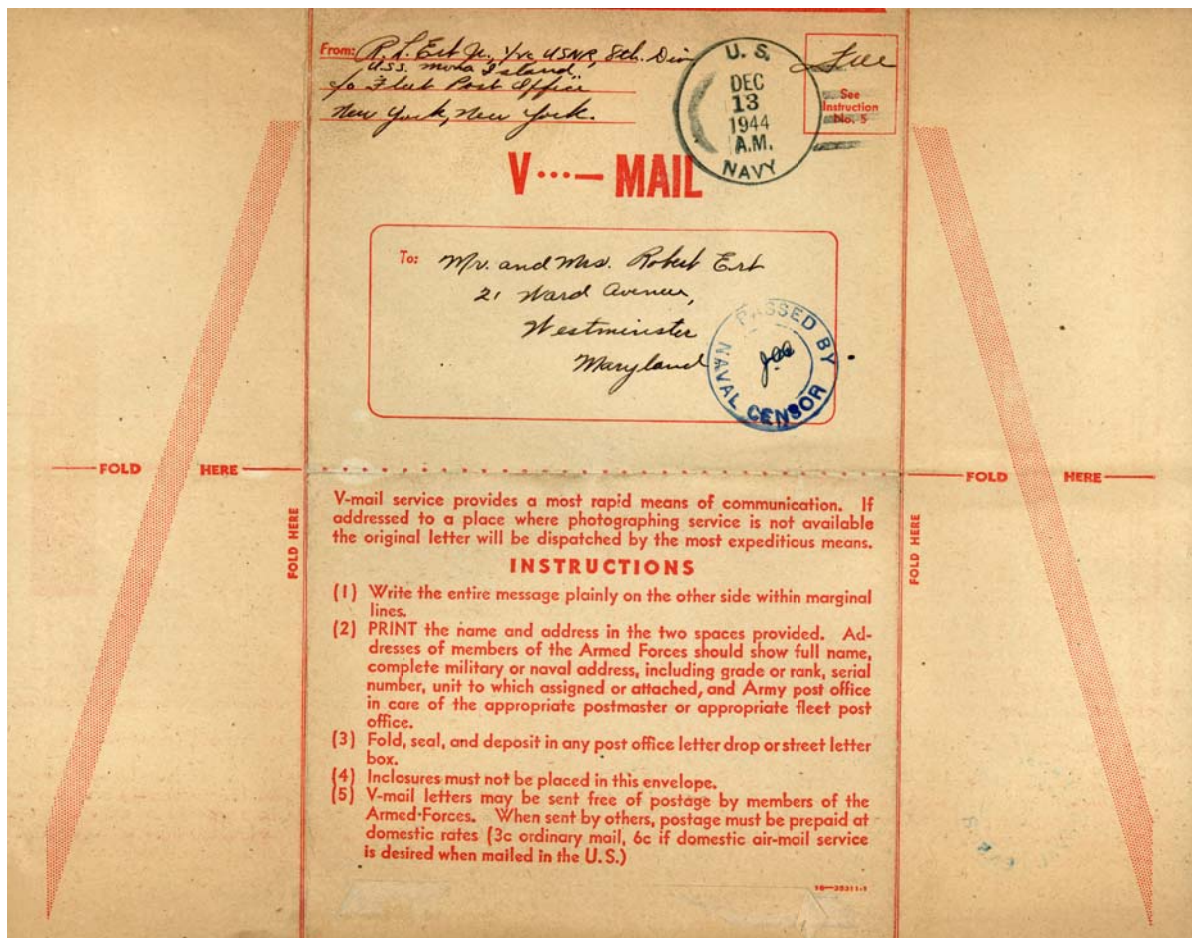 From: R. L. Ert Jr. Y/2c USNR, 8th. Div
U.S.S. Mona Island,
c/o Fleet Post Office
New York, New York.
U. S.
DEC
13
1944
A.M.
NAVY
Free
See
Instruction
No. 5
V...— MAIL
To: Mr. and Mrs. Robert Ert
21 Ward Avenue,
Westminster
Maryland
PASSED BY
NAVAL CENSOR
FOLD HERE
FOLD HERE
FOLD HERE
FOLD HERE
V-mail service provides a most rapid means of communication. If
addressed to a place where photographing service is not available
the original letter will be dispatched by the most expeditious means.
INSTRUCTIONS
(1) Write the entire message plainly on the other side within marginal
lines.
(2) PRINT the name and address in the two spaces provided. Ad-
dresses of members of the Armed Forces should show full name,
complete military or naval address, including grade or rank, serial
number, unit to which assigned or attached, and Army post office
in care of the appropriate postmaster or appropriate fleet post
office.
(3) Fold, seal, and deposit in any post office letter drop or street letter
box.
(4) Inclosures must not be placed in this envelope.
(5) V-mail letters may be sent free of postage by members of the
Armed Forces. When sent by others, postage must be prepaid at
domestic rates (3c ordinary mail, 6c if domestic air-mail service
is desired when mailed in the U. S.)